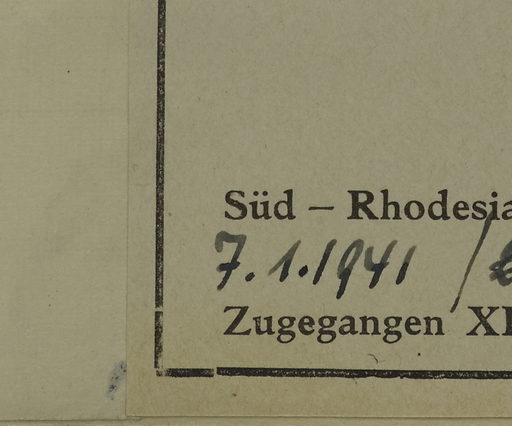 Süd – Rhodesia
7.1.1941 /
Zugegangen